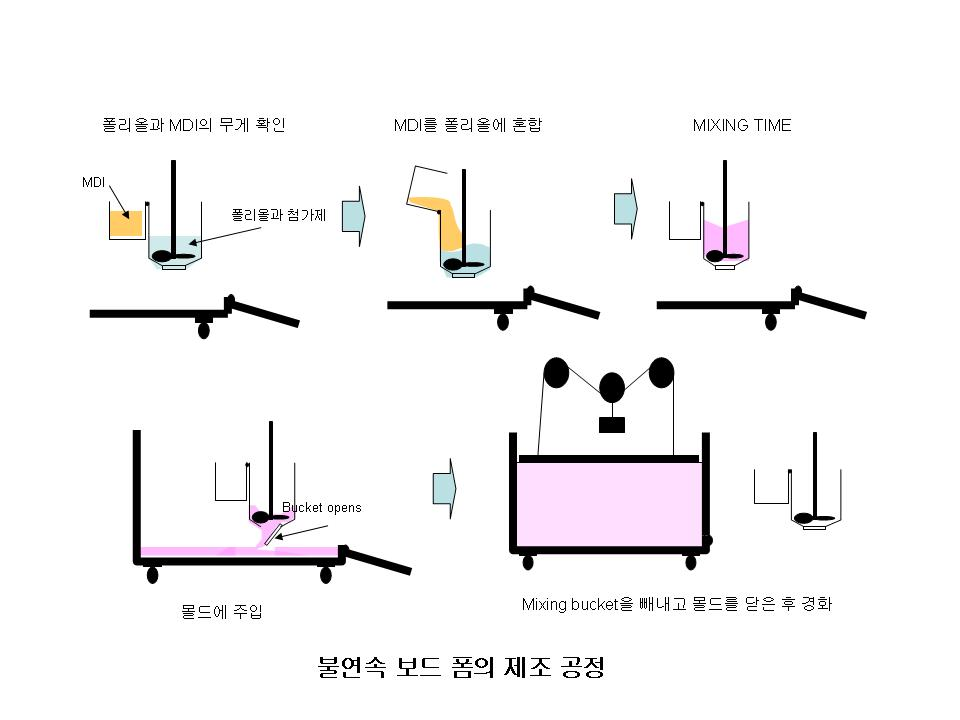 폴리올과 MDI의 무게 확인
MDI를 폴리올에 혼합
MIXING TIME
MDI
폴리올과 첨가제
Bucket opens
몰드에 주입
Mixing bucket을 빼내고 몰드를 닫은 후 경화
불연속 보드 폼의 제조 공정